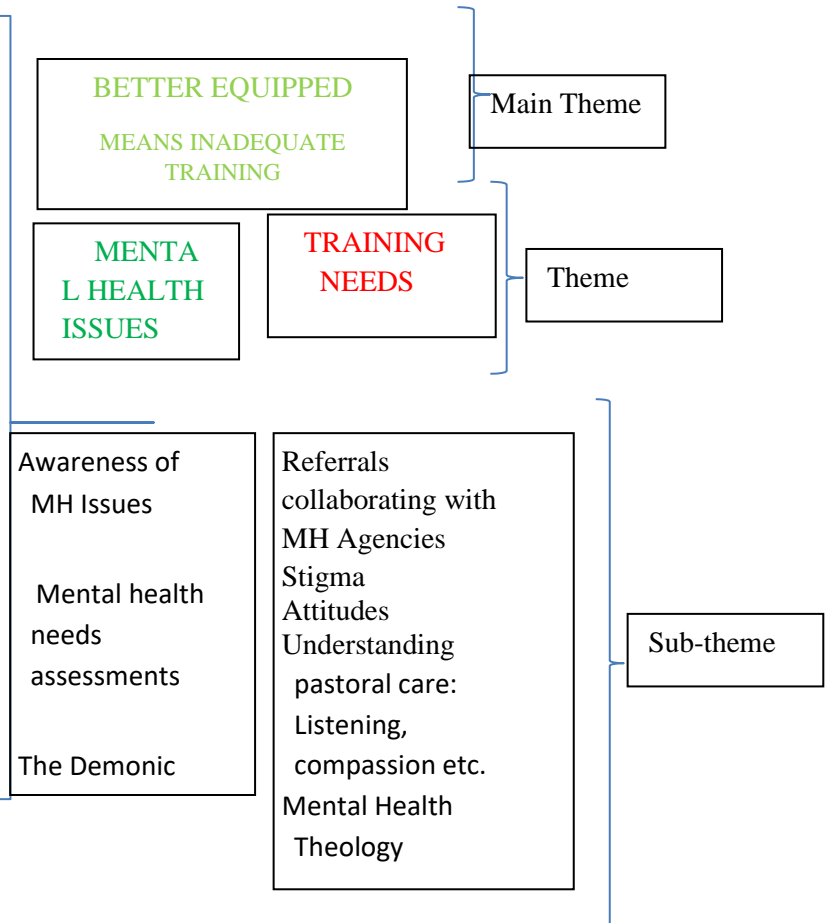 BETTER EQUIPPED
MEANS INADEQUATE
TRAINING
Main Theme
MENTA
L HEALTH
ISSUES
TRAINING
NEEDS
Theme
Awareness of
MH Issues
Mental health
needs
assessments
The Demonic
Referrals
collaborating with
MH Agencies
Stigma
Attitudes
Understanding
pastoral care:
Listening,
compassion etc.
Mental Health
Theology
Sub-theme